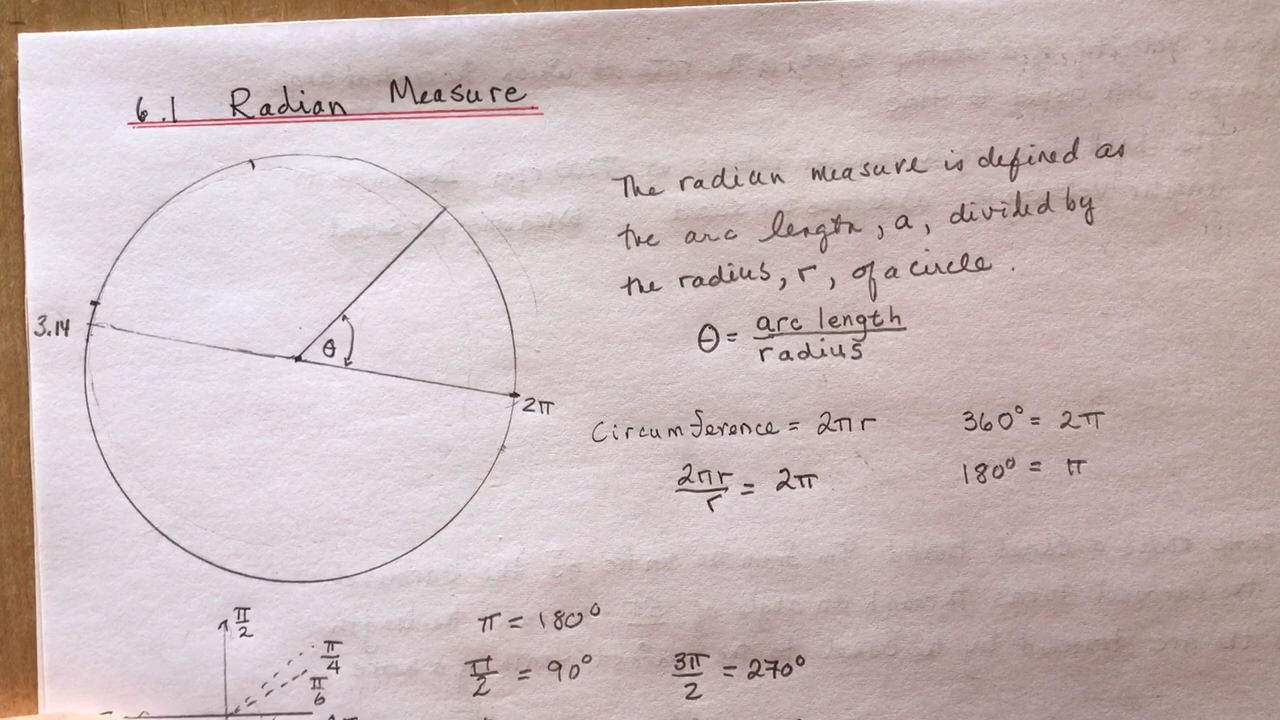 6.1 Radian Measure
The radian measure is defined as
the arc length, a, divided by
the radius, r, of a circle.
θ = arc length / radius
3.14
θ
2π
Circumference = 2πr
360° = 2π
2πr/r = 2π
180° = π
π/2
π/4
π/6
π = 180°
π/2 = 90°
3π/2 = 270°